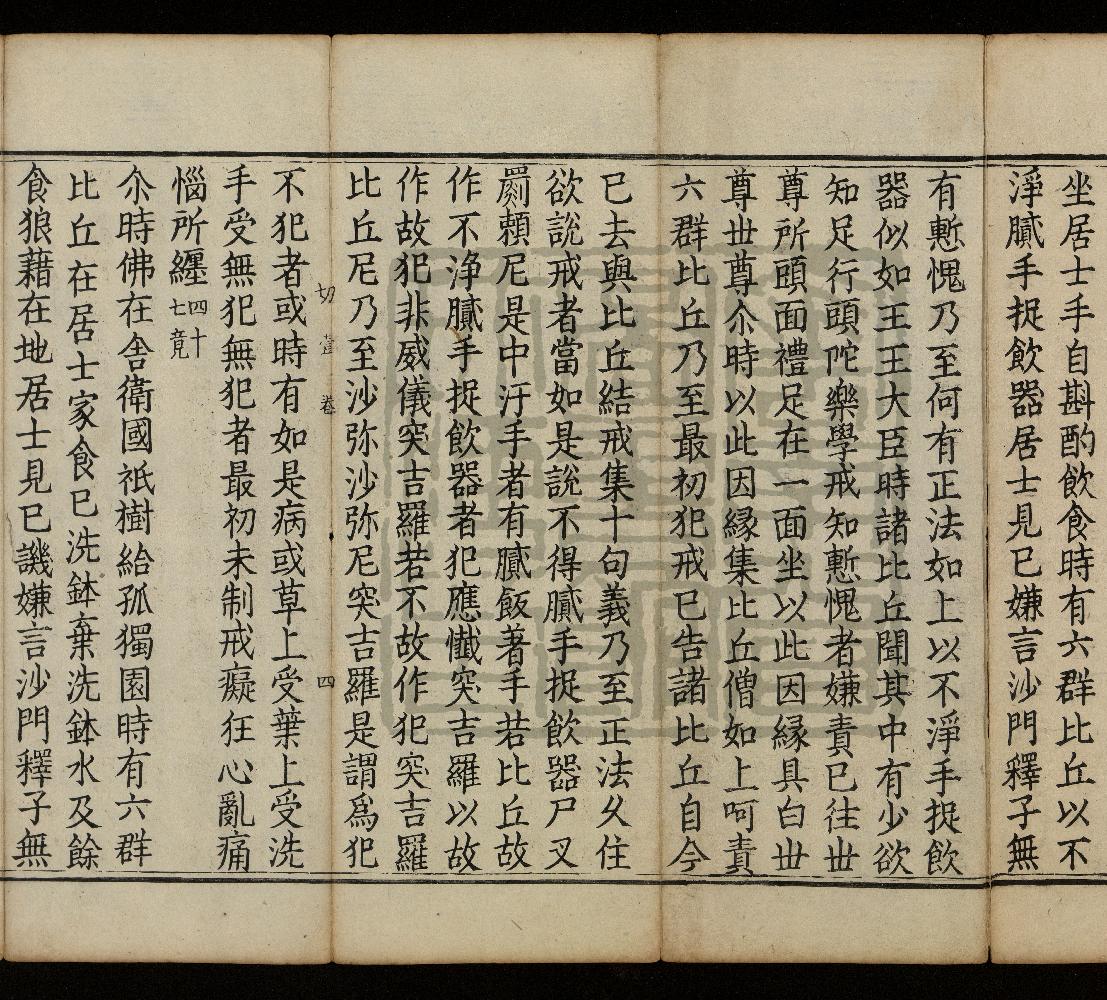 坐居士手自斟酌飲食時有六群比丘以不
淨膩手捉飲器居士見已嫌言沙門釋子無
有慙愧乃至何有正法如上以不淨手捉飲
器似如王王大臣時諸比丘聞其中有少欲
知足行頭陀樂學戒知慙愧者嫌責已往世
尊所頭面禮足在一面坐以此因緣具白世
尊世尊尒時以此因緣集比丘僧如上呵責
六群比丘乃至最初犯戒已告諸比丘自今
已去與比丘結戒集十句義乃至正法久住
欲說戒者當如是說不得膩手捉飲器尸叉
罽賴尼是中汙手者有膩飯著手若比丘故
作不淨膩手捉飲器者犯應懺突吉羅以故
作故犯非威儀突吉羅若不故作犯突吉羅
比丘尼乃至沙弥沙弥尼突吉羅是謂爲犯
切 壹 卷 四
不犯者或時有如是病或草上受葉上受洗
手受無犯無犯者最初未制戒癡狂心亂痛
惱所纏四十七竟
尒時佛在舍衛國祇樹給孤獨園時有六群
比丘在居士家食已洗鉢棄洗鉢水及餘
食狼藉在地居士見已譏嫌言沙門釋子無